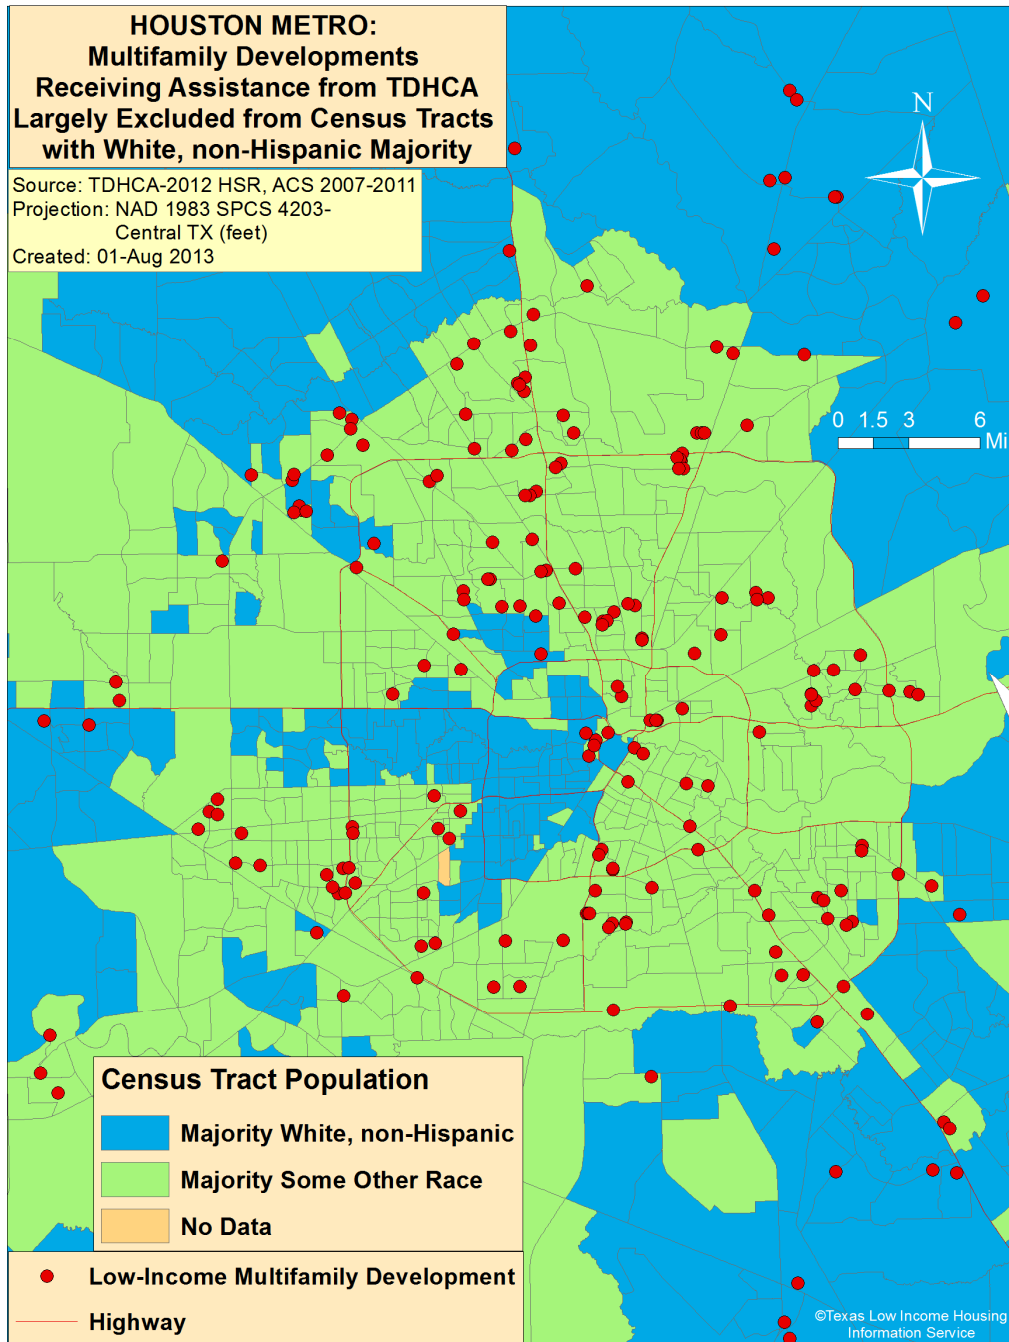 HOUSTON METRO:
Multifamily Developments
Receiving Assistance from TDHCA
Largely Excluded from Census Tracts
with White, non-Hispanic Majority
Source: TDHCA-2012 HSR, ACS 2007-2011
Projection: NAD 1983 SPCS 4203-
Central TX (feet)
Created: 01-Aug 2013
N
0 1.5 3 6
Mi
Census Tract Population
Majority White, non-Hispanic
Majority Some Other Race
No Data
Low-Income Multifamily Development
Highway
©Texas Low Income Housing
Information Service